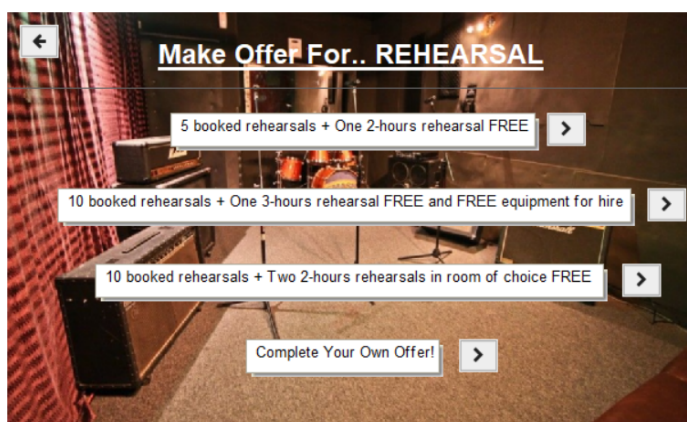 Make Offer For.. REHEARSAL
5 booked rehearsals + One 2-hours rehearsal FREE
10 booked rehearsals + One 3-hours rehearsal FREE and FREE equipment for hire
10 booked rehearsals + Two 2-hours rehearsals in room of choice FREE
Complete Your Own Offer!